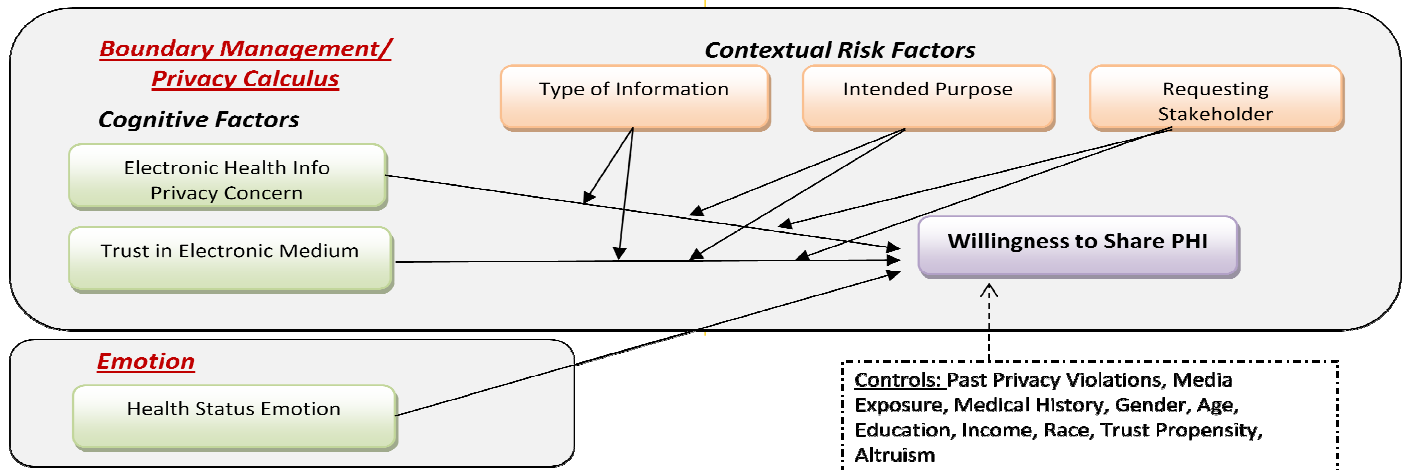 Boundary Management/
Privacy Calculus
Contextual Risk Factors
Type of Information
Intended Purpose
Requesting
Stakeholder
Cognitive Factors
Electronic Health Info
Privacy Concern
Trust in Electronic Medium
Willingness to Share PHI
Emotion
Health Status Emotion
Controls: Past Privacy Violations, Media
Exposure, Medical History, Gender, Age,
Education, Income, Race, Trust Propensity,
Altruism